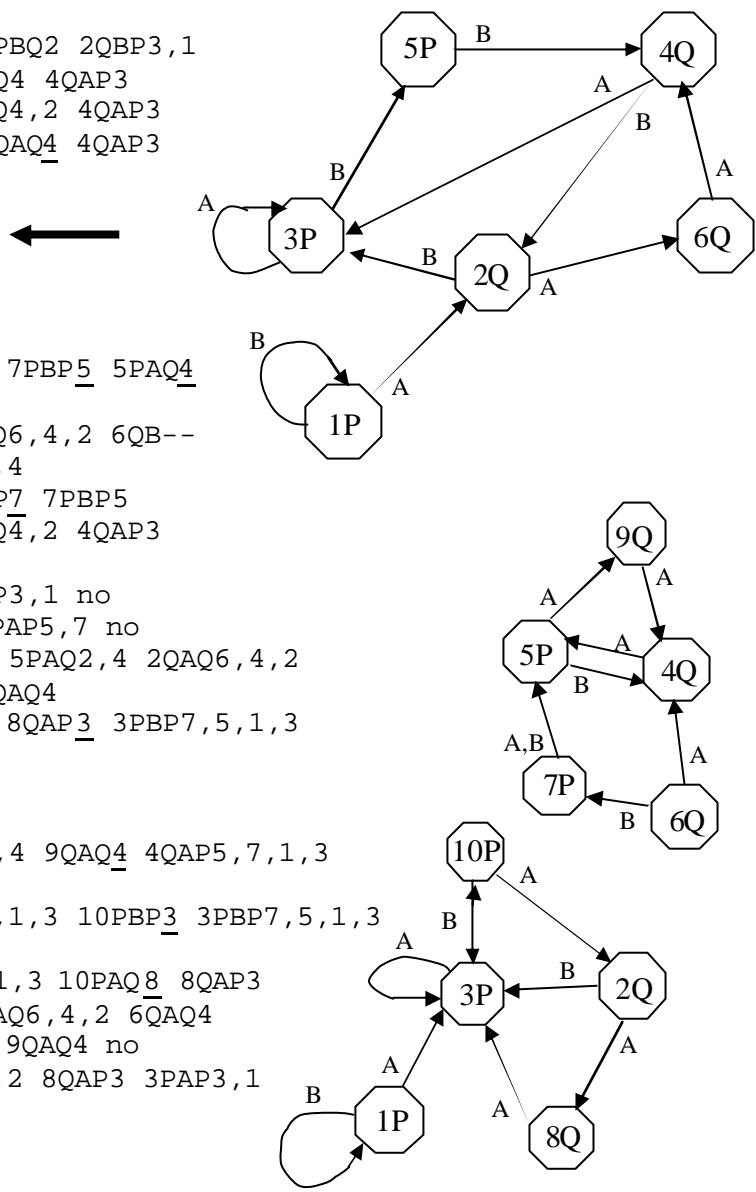 PBQ2 2QBP3,1
Q4 4QAP3
Q4,2 4QAP3
QAQ4 4QAP3
5P
B
4Q
A
B
B
A
A
3P
B
2Q
A
6Q
B
A
1P
7PBP5 5PAQ4
Q6,4,2 6QB--
,4
P7 7PBP5
Q4,2 4QAP3
P3,1 no
PAP5,7 no
5PAQ2,4 2QAQ6,4,2
QAQ4
8QAP3 3PBP7,5,1,3
9Q
A
A
5P
A
B
4Q
A,B
7P
A
B
6Q
,4 9QAQ4 4QAP5,7,1,3
,1,3 10PBP3 3PBP7,5,1,3
1,3 10PAQ8 8QAP3
AQ6,4,2 6QAQ4
9QAQ4 no
,2 8QAP3 3PAP3,1
10P
A
B
A
3P
B
2Q
A
A
B
1P
A
8Q